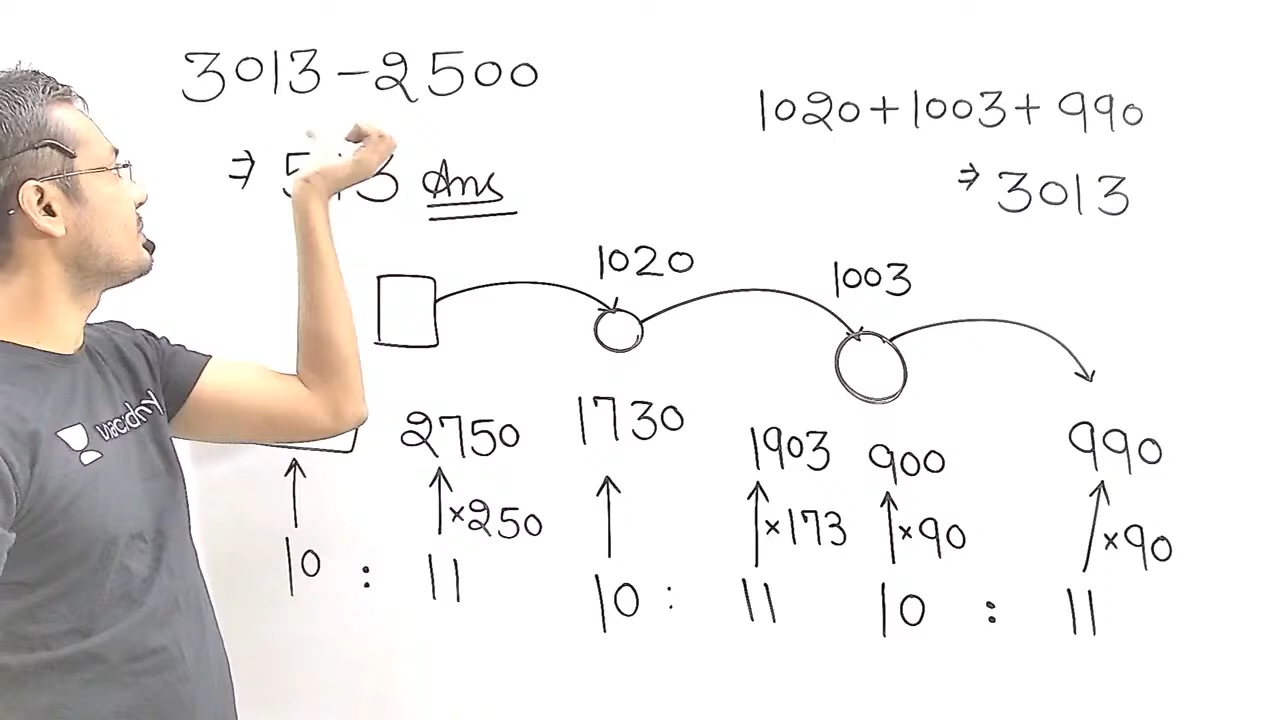 3013-2500
1020+1003+990
⇒ 3013
Ans
1020
1003
2750
1730
1903
900
990
×250
×173
×90
×90
10 : 11
10 : 11
10 : 11
unacademy